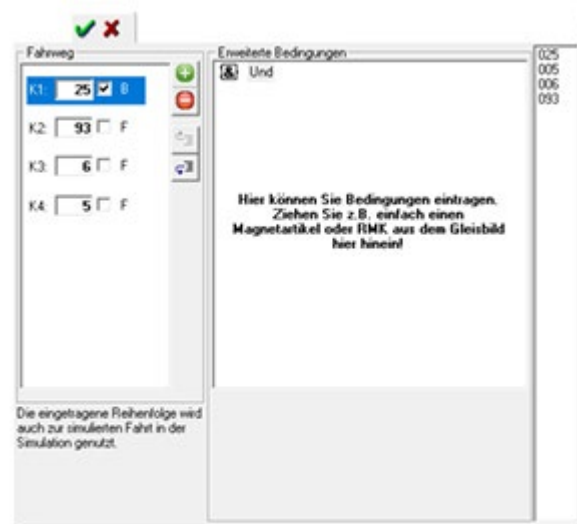 Fahrweg
K1: 25 B
K2: 93 F
K3: 6 F
K4: 5 F
Die eingetragene Reihenfolge wird
auch zur simulierten Fahrt in der
Simulation genutzt.
Erweiterte Bedingungen
& Und
Hier können Sie Bedingungen eintragen.
Ziehen Sie z.B. einfach einen
Magnetartikel oder RMK aus dem Gleisbild
hier hinein!
025
005
006
093